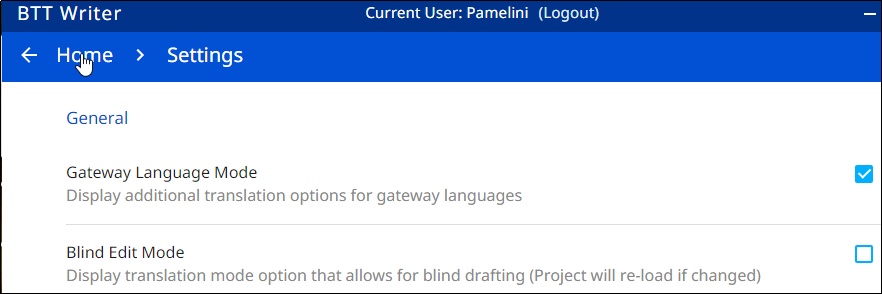 BTT Writer Current User: Pamelini (Logout)
Home Settings
General
Gateway Language Mode
Display additional translation options for gateway languages
Blind Edit Mode
Display translation mode option that allows for blind drafting (Project will re-load if changed)